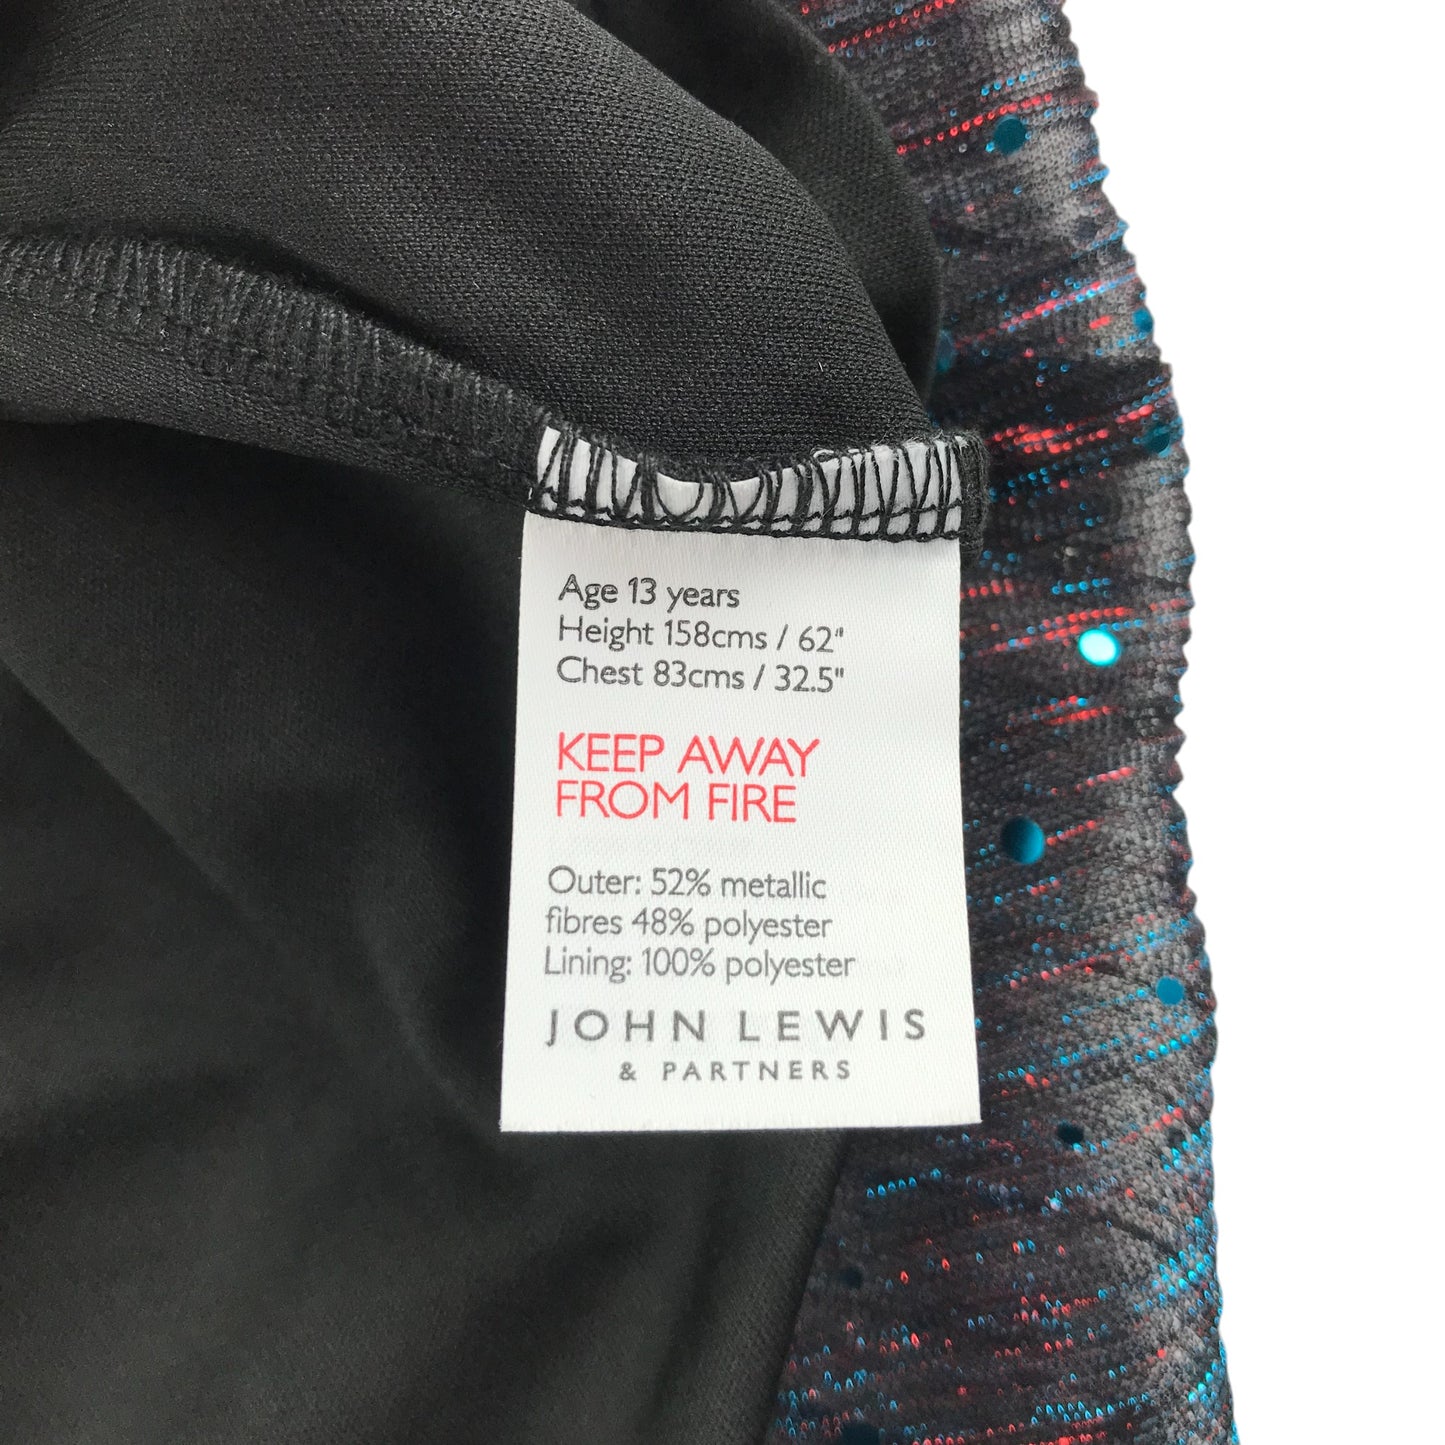 Age 13 years
Height 158cms / 62"
Chest 83cms / 32.5"
KEEP AWAY
FROM FIRE
Outer: 52% metallic
fibres 48% polyester
Lining: 100% polyester
JOHN LEWIS
& PARTNERS